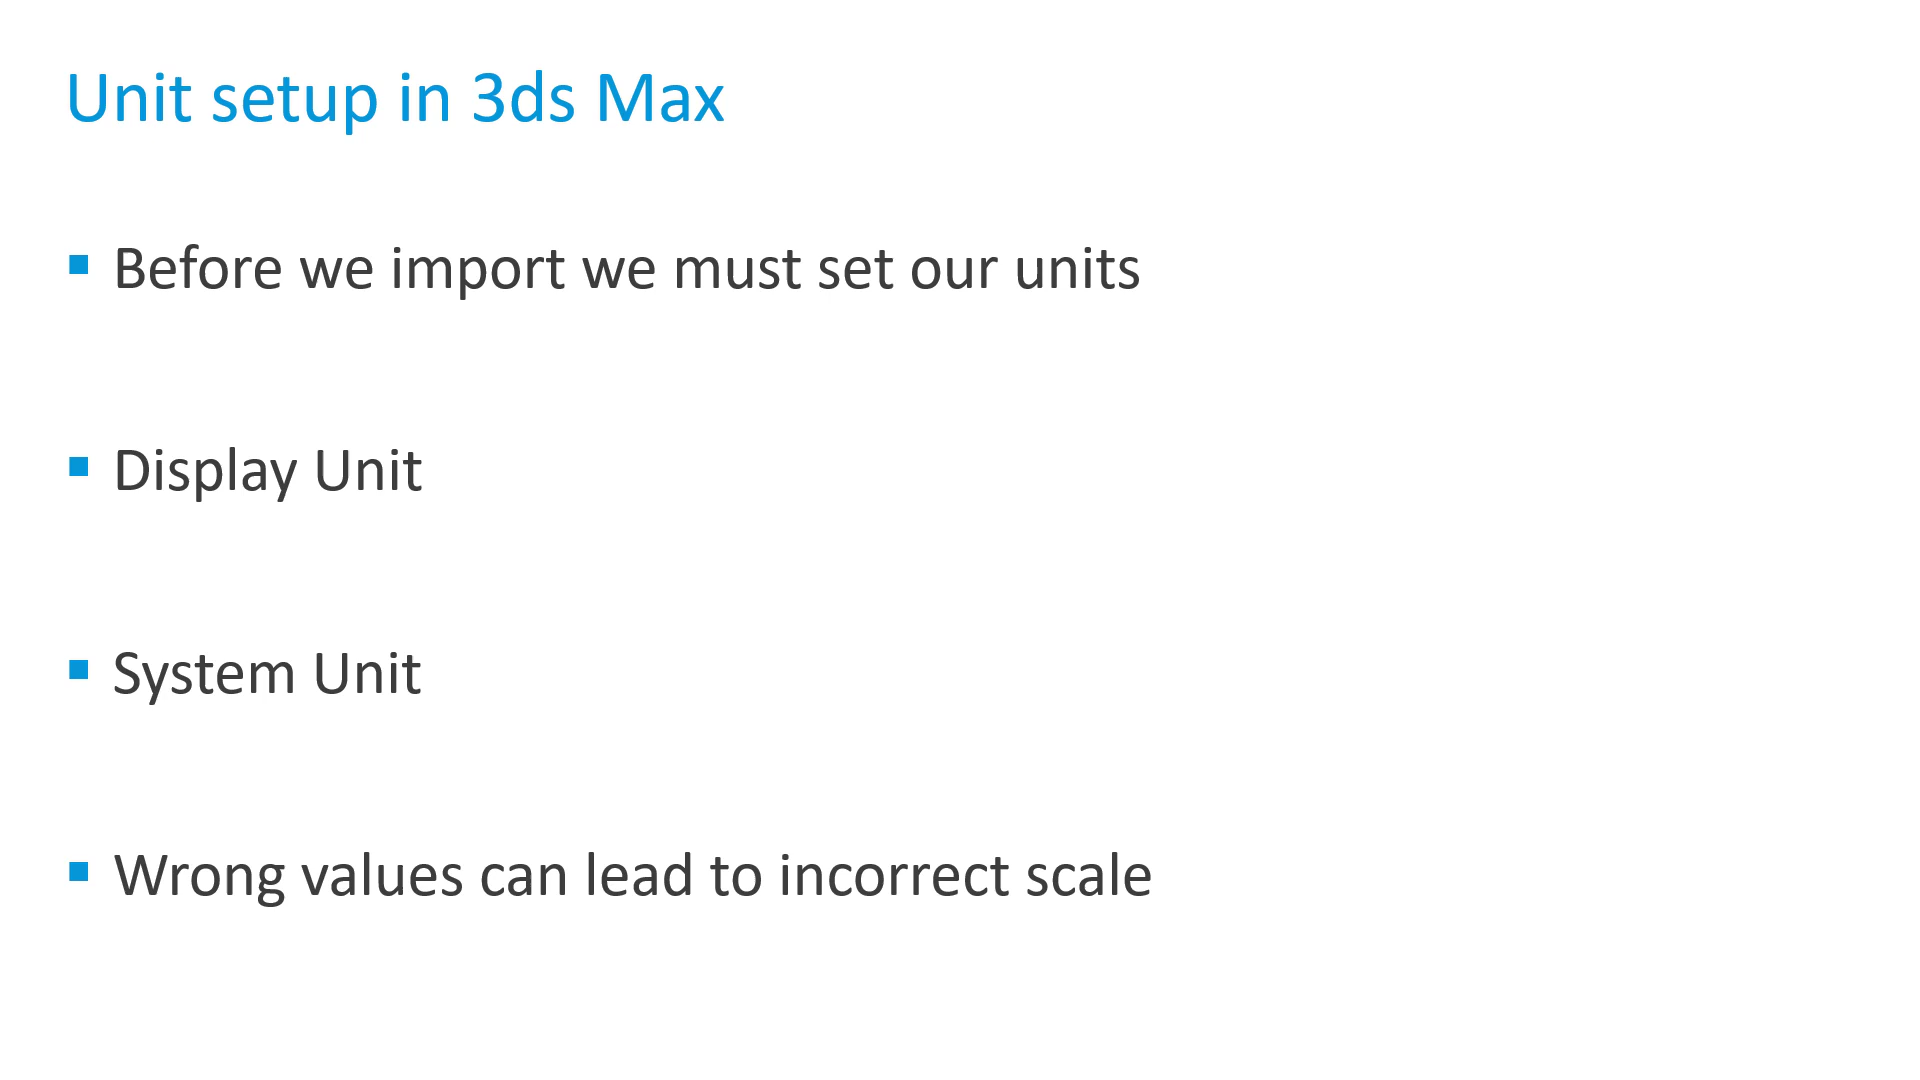 Unit setup in 3ds Max
▪ Before we import we must set our units
▪ Display Unit
▪ System Unit
▪ Wrong values can lead to incorrect scale